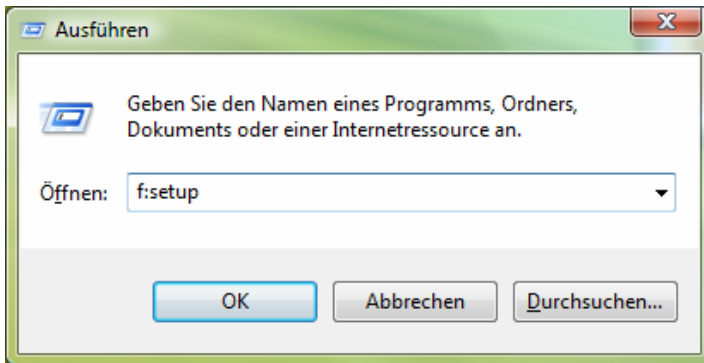 Ausführen
Geben Sie den Namen eines Programms, Ordners,
Dokuments oder einer Internetressource an.
Öffnen: f:setup
OK Abbrechen Durchsuchen...